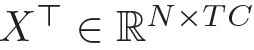 X^⊤ ∈ ℝ^{N×TC}